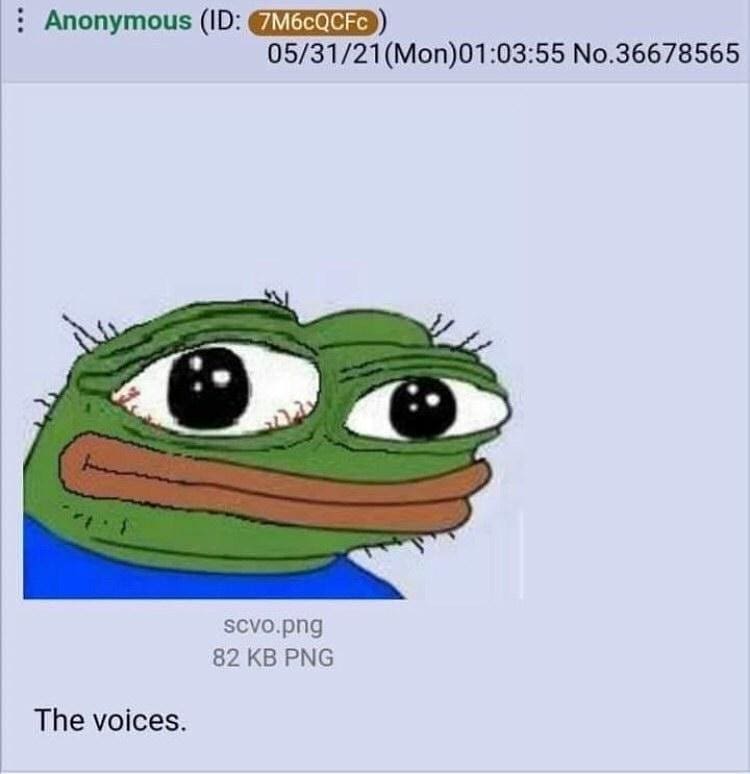 Anonymous (ID: 7M6cQCFc)
05/31/21(Mon)01:03:55 No.36678565
scvo.png
82 KB PNG
The voices.